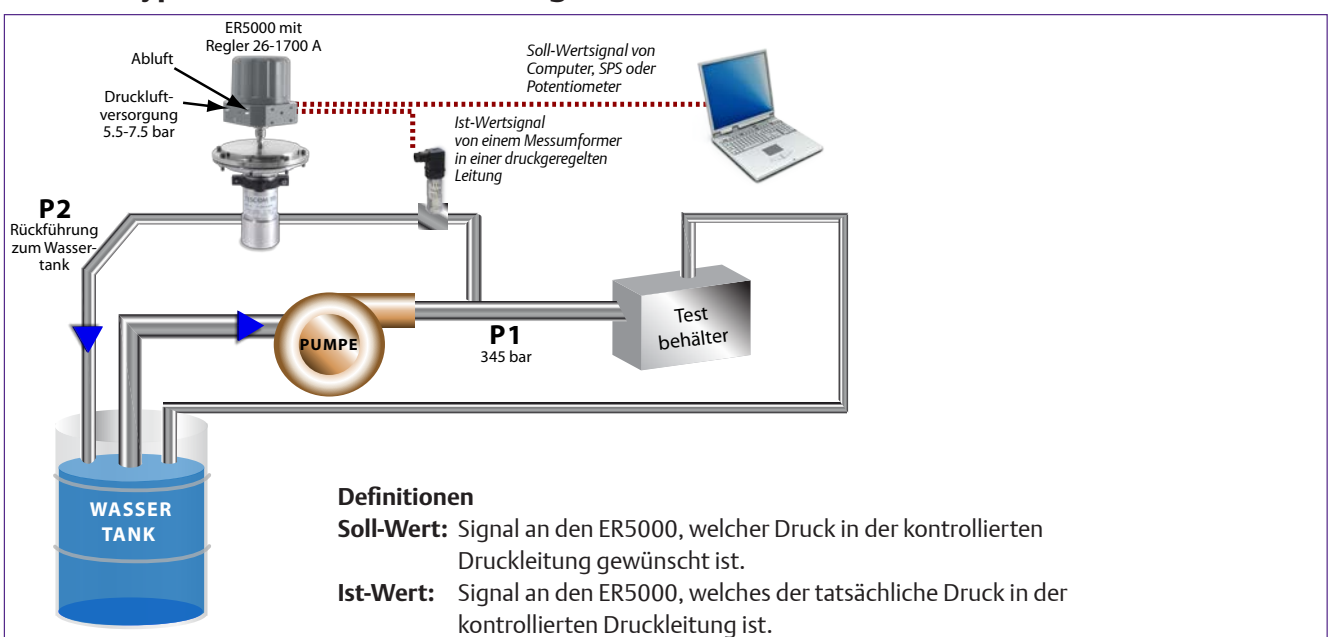 ER5000 mit
Regler 26-1700 A
Abluft
Druckluft-
versorgung
5.5-7.5 bar
Soll-Wertsignal von
Computer, SPS oder
Potentiometer
Ist-Wertsignal
von einem Messumformer
in einer druckgeregelten
Leitung
P2
Rückführung
zum Wasser-
tank
PUMPE
P1
345 bar
Test
behälter
WASSER
TANK
Definitionen
Soll-Wert: Signal an den ER5000, welcher Druck in der kontrollierten
Druckleitung gewünscht ist.
Ist-Wert: Signal an den ER5000, welches der tatsächliche Druck in der
kontrollierten Druckleitung ist.